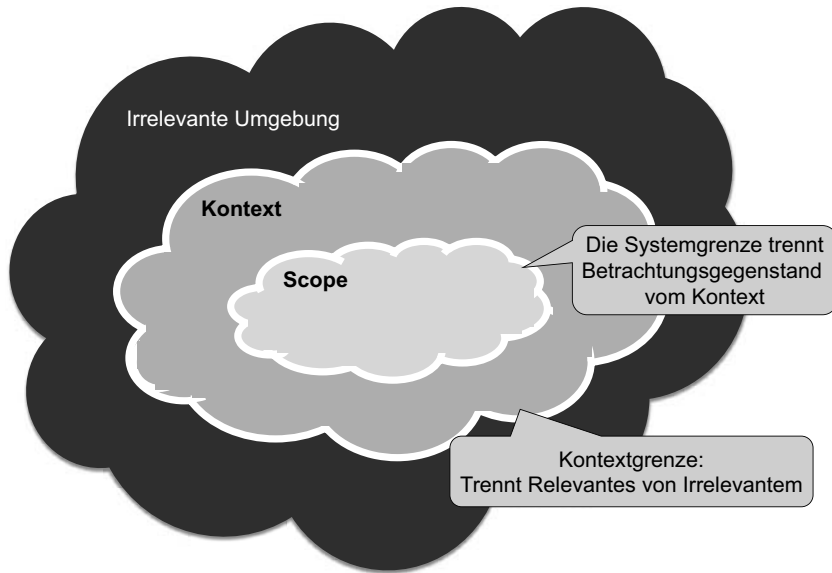 Irrelevante Umgebung
Kontext
Scope
Die Systemgrenze trennt
Betrachtungsgegenstand
vom Kontext
Kontextgrenze:
Trennt Relevantes von Irrelevantem